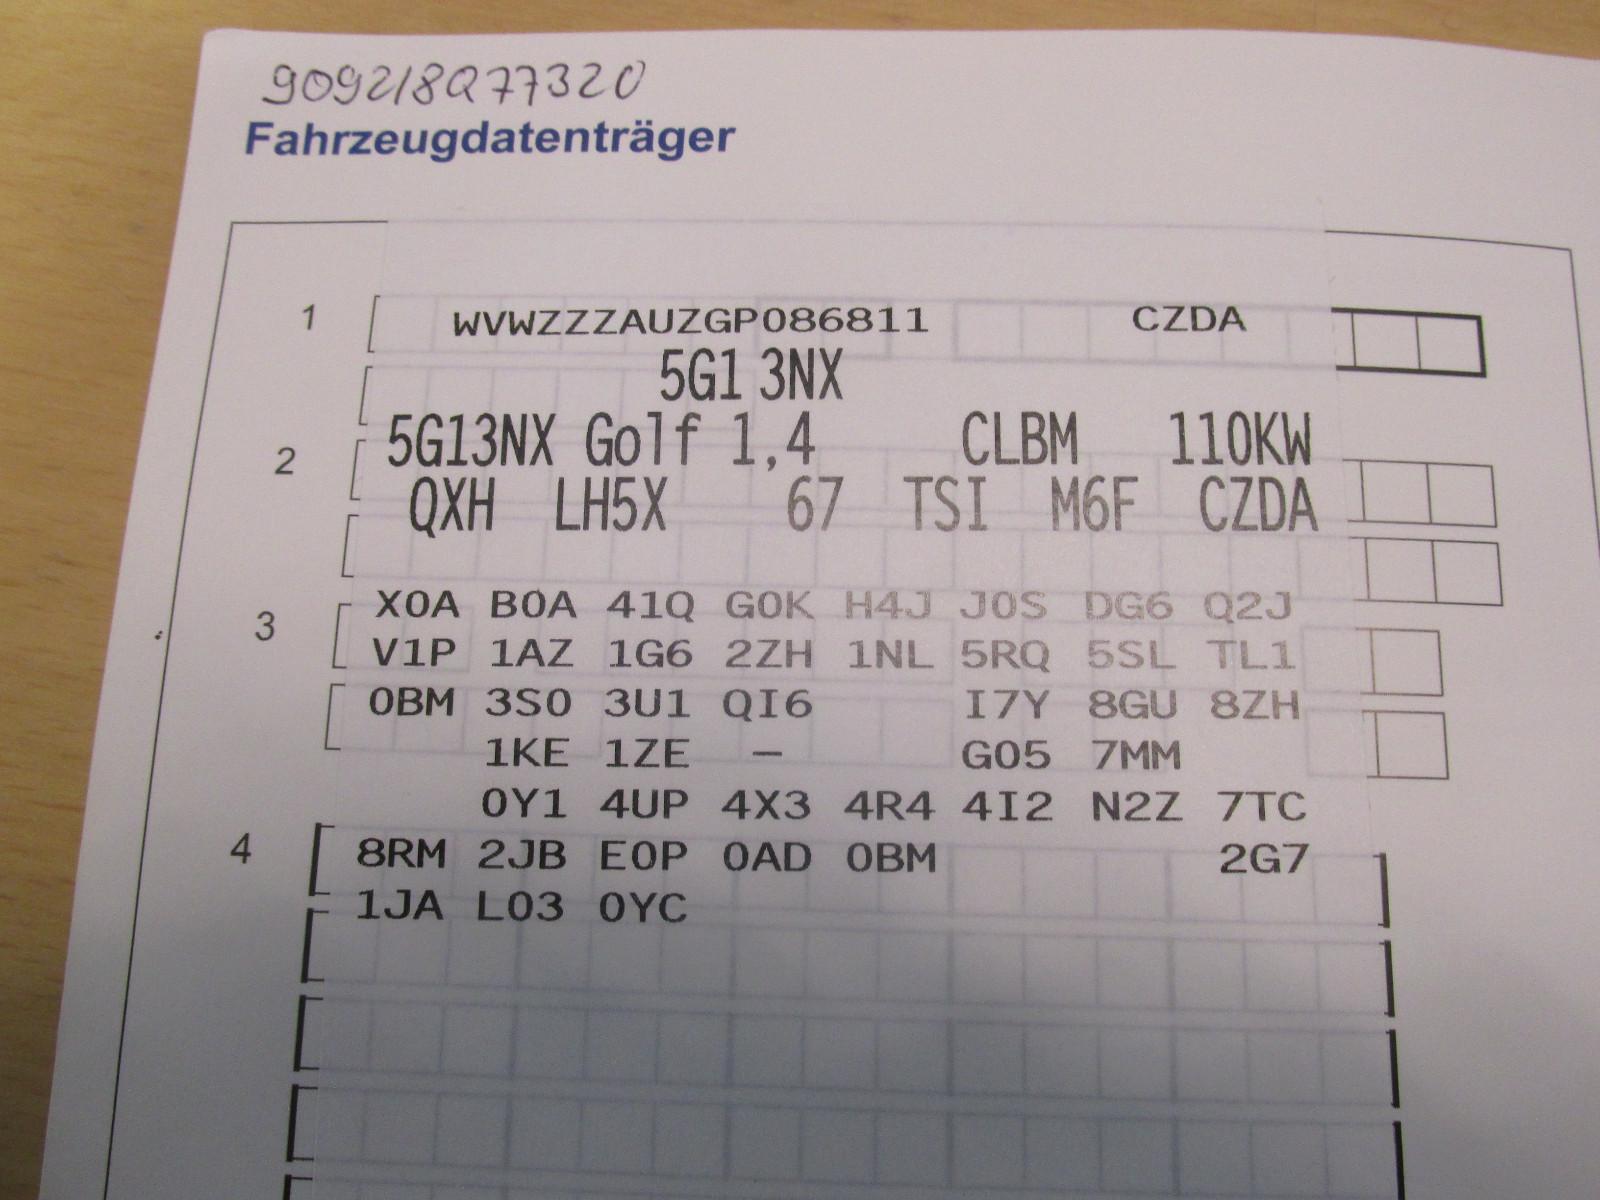 909218Q77320
Fahrzeugdatenträger
1 WVWZZZAUZGP086811 CZDA
5G1 3NX
2 5G13NX Golf 1,4 CLBM 110KW
QXH LH5X 67 TSI M6F CZDA
3 X0A B0A 41Q G0K H4J J0S DG6 Q2J
V1P 1AZ 1G6 2ZH 1NL 5RQ 5SL TL1
0BM 3S0 3U1 QI6 I7Y 8GU 8ZH
1KE 1ZE – G05 7MM
0Y1 4UP 4X3 4R4 4I2 N2Z 7TC
4 8RM 2JB E0P 0AD 0BM 2G7
1JA L03 0YC